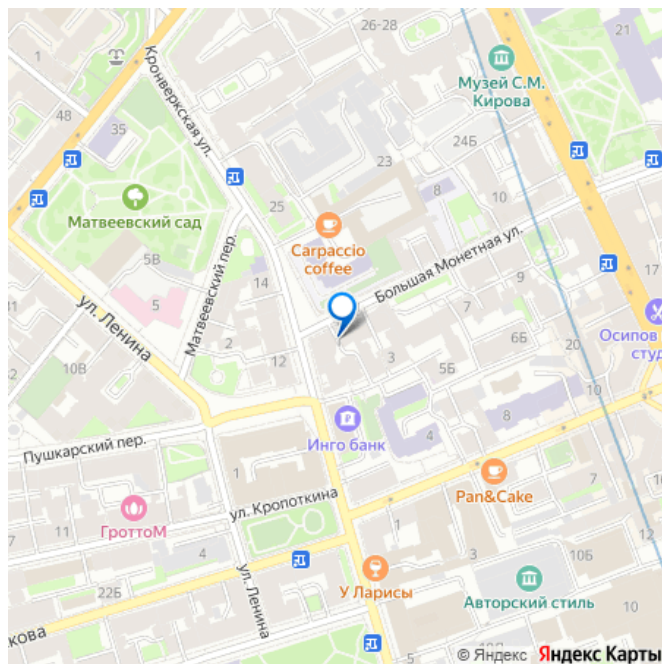 26-28
21
1
Музей С.М.
Кирова
48
35
Кронверкская ул.
24Б
23
8
10
Матвеевский сад
25
Carpaccio
coffee
Большая Монетная ул.
5В
5
Матвеевский пер.
14
17
9
7
ул. Ленина
2
12
3
5Б
6Б
20
Осипов
студ
10В
10
8
Инго банк
4
Пушкарский пер.
1
Pan&Cake
ул. Кропоткина
7
11
ГроттоМ
4
1
3
10Б
ул. Ленина
22Б
У Ларисы
Авторский стиль
10
кова
© Яндекс Яндекс Карты